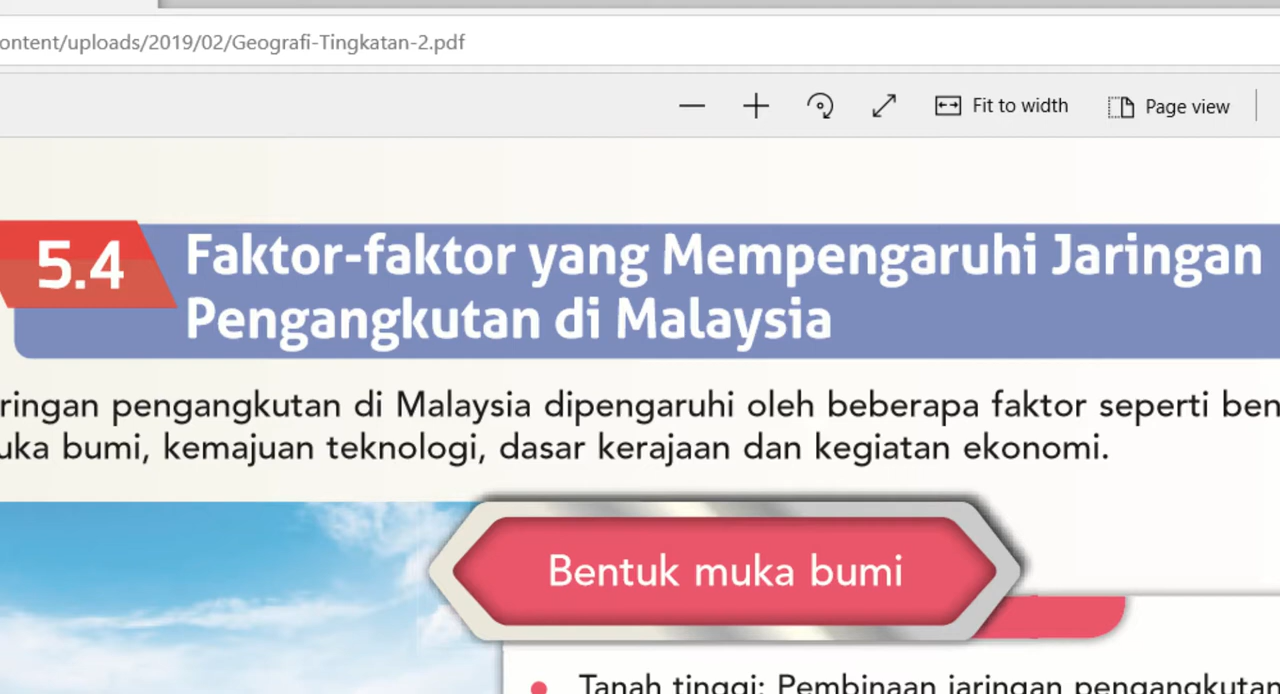 ontent/uploads/2019/02/Geografi-Tingkatan-2.pdf
Fit to width
Page view
5.4
Faktor-faktor yang Mempengaruhi Jaringan
Pengangkutan di Malaysia
ringan pengangkutan di Malaysia dipengaruhi oleh beberapa faktor seperti ben
uka bumi, kemajuan teknologi, dasar kerajaan dan kegiatan ekonomi.
Bentuk muka bumi
Tanah tinggi: Pembinaan jaringan pengangkutan